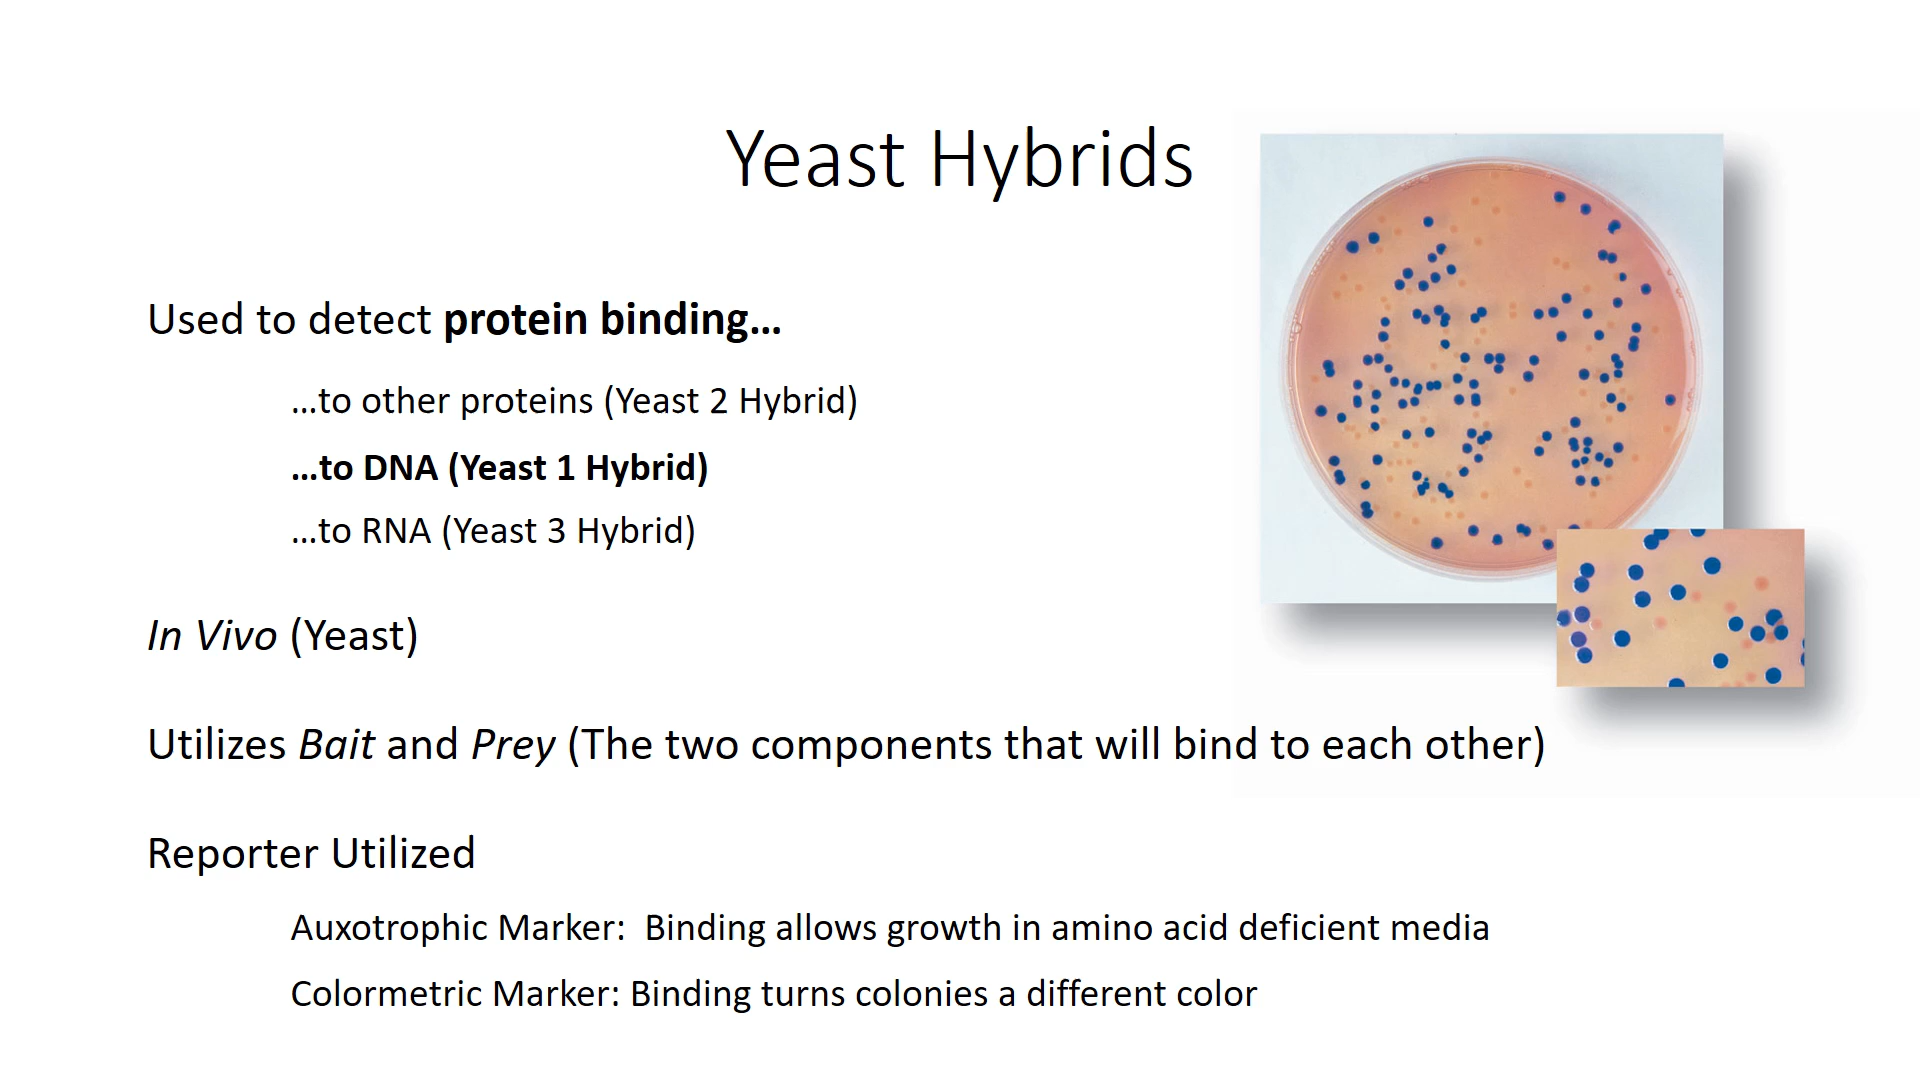 Yeast Hybrids
Used to detect protein binding...
...to other proteins (Yeast 2 Hybrid)
...to DNA (Yeast 1 Hybrid)
...to RNA (Yeast 3 Hybrid)
In Vivo (Yeast)
Utilizes Bait and Prey (The two components that will bind to each other)
Reporter Utilized
Auxotrophic Marker:  Binding allows growth in amino acid deficient media
Colormetric Marker: Binding turns colonies a different color